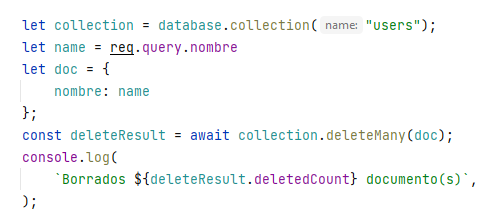 let collection = database.collection( name: "users");
let name = req.query.nombre
let doc = {
    nombre: name
};
const deleteResult = await collection.deleteMany(doc);
console.log(
    `Borrados ${deleteResult.deletedCount} documento(s)`,
);